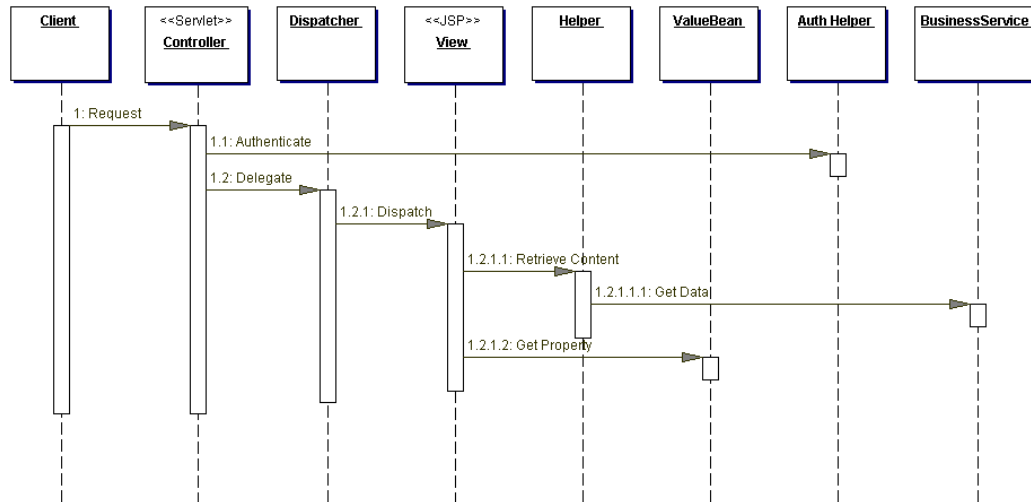 Client
<<Servlet>>
Controller
Dispatcher
<<JSP>>
View
Helper
ValueBean
Auth Helper
BusinessService
1: Request
1.1: Authenticate
1.2: Delegate
1.2.1: Dispatch
1.2.1.1: Retrieve Content
1.2.1.1.1: Get Data
1.2.1.2: Get Property